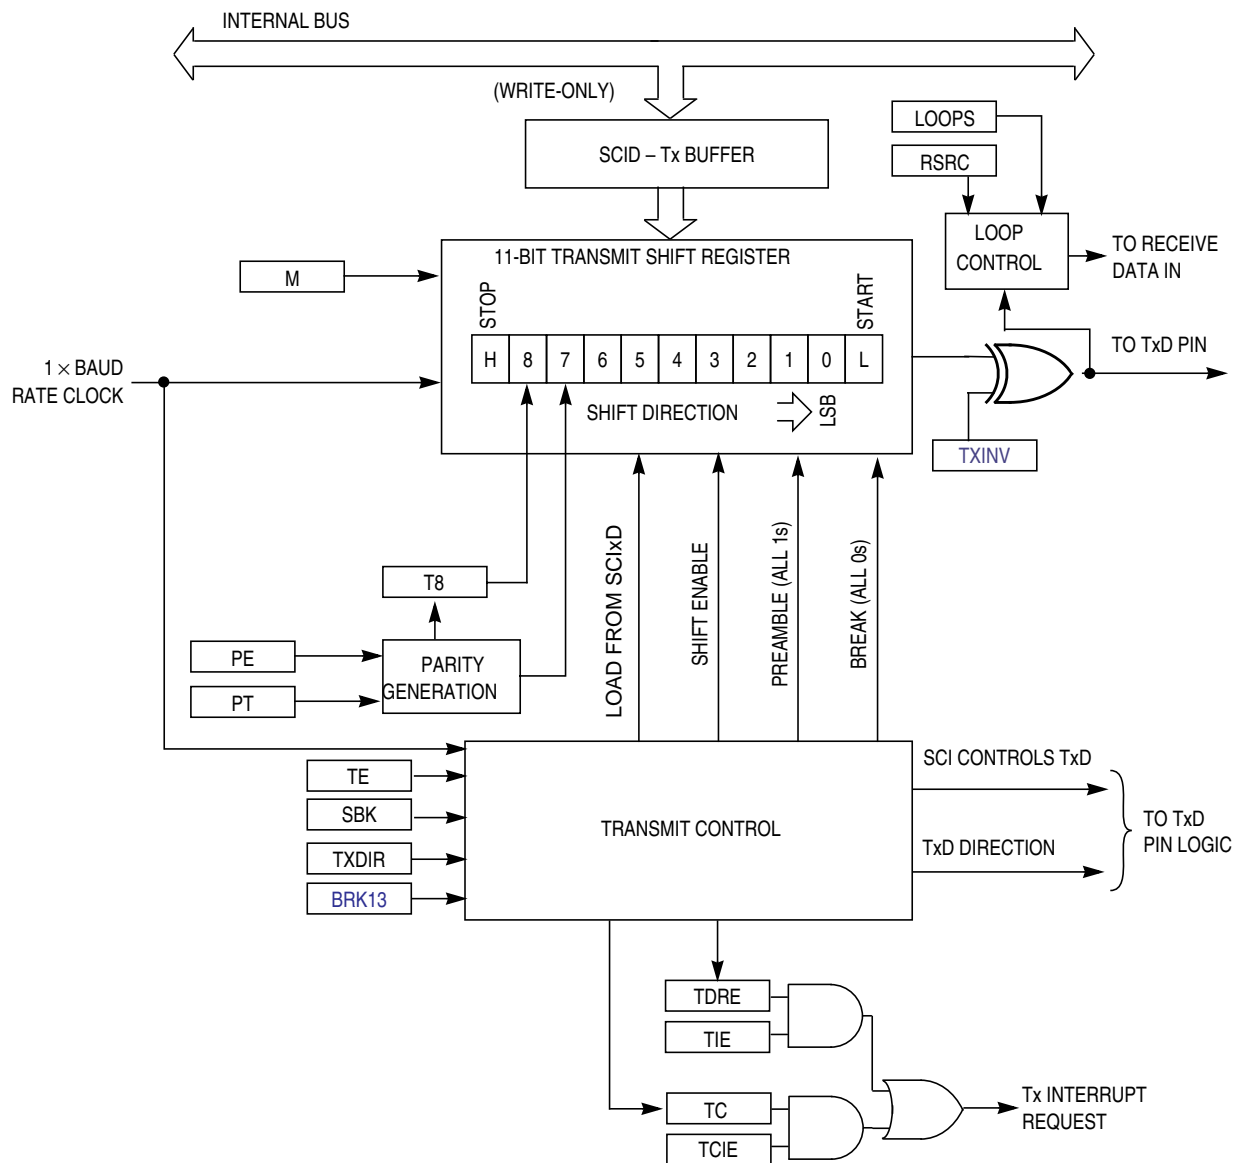 INTERNAL BUS
(WRITE-ONLY)
SCID – Tx BUFFER
LOOPS
RSRC
LOOP
CONTROL
TO RECEIVE
DATA IN
11-BIT TRANSMIT SHIFT REGISTER
M
STOP
START
H 8 7 6 5 4 3 2 1 0 L
1 × BAUD
RATE CLOCK
TO TxD PIN
SHIFT DIRECTION
LSB
TXINV
LOAD FROM SCIxD
SHIFT ENABLE
PREAMBLE (ALL 1s)
BREAK (ALL 0s)
T8
PE
PT
PARITY
GENERATION
TE
SBK
TXDIR
BRK13
TRANSMIT CONTROL
SCI CONTROLS TxD
TxD DIRECTION
TO TxD
PIN LOGIC
TDRE
TIE
TC
TCIE
Tx INTERRUPT
REQUEST